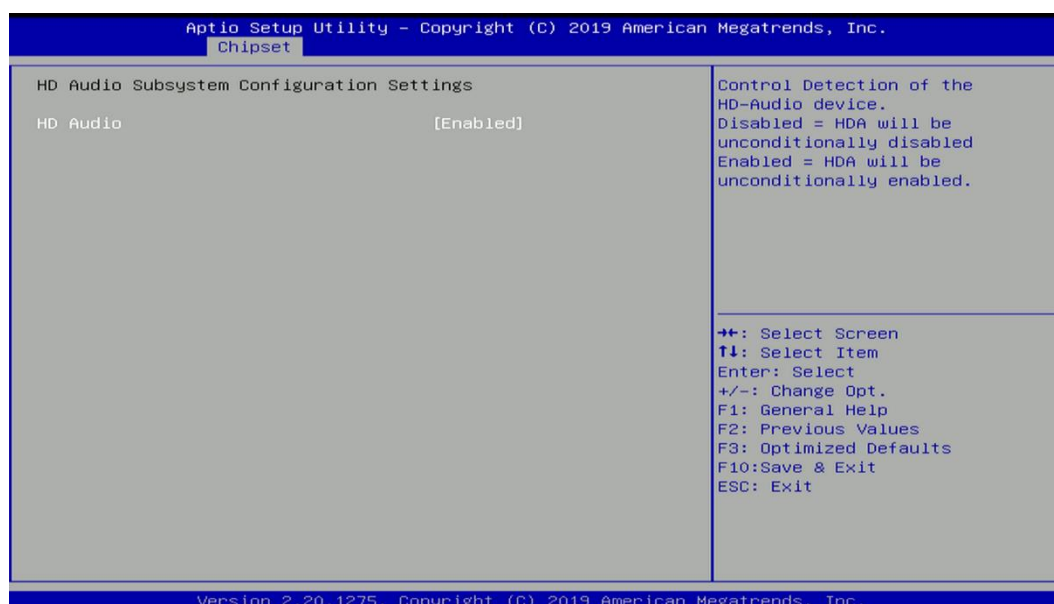 Aptio Setup Utility – Copyright (C) 2019 American Megatrends, Inc.
Chipset
HD Audio Subsystem Configuration Settings
HD Audio [Enabled]
Control Detection of the
HD-Audio device.
Disabled = HDA will be
unconditionally disabled
Enabled = HDA will be
unconditionally enabled.
→←: Select Screen
↑↓: Select Item
Enter: Select
+/-: Change Opt.
F1: General Help
F2: Previous Values
F3: Optimized Defaults
F10:Save & Exit
ESC: Exit
Version 2.20.1275. Copyright (C) 2019 American Megatrends, Inc.